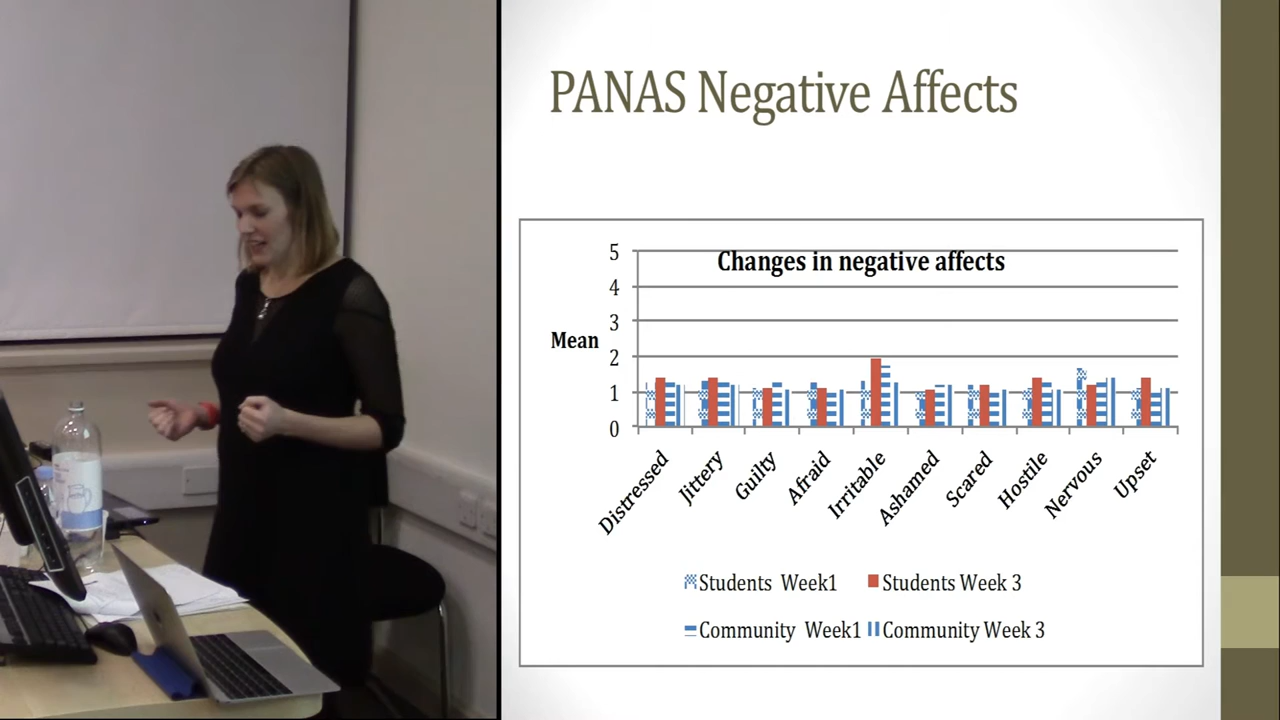 PANAS Negative Affects
Changes in negative affects
Mean
5
4
3
2
1
0
Distressed
Jittery
Guilty
Afraid
Irritable
Ashamed
Scared
Hostile
Nervous
Upset
Students Week1
Students Week 3
Community Week1
Community Week 3